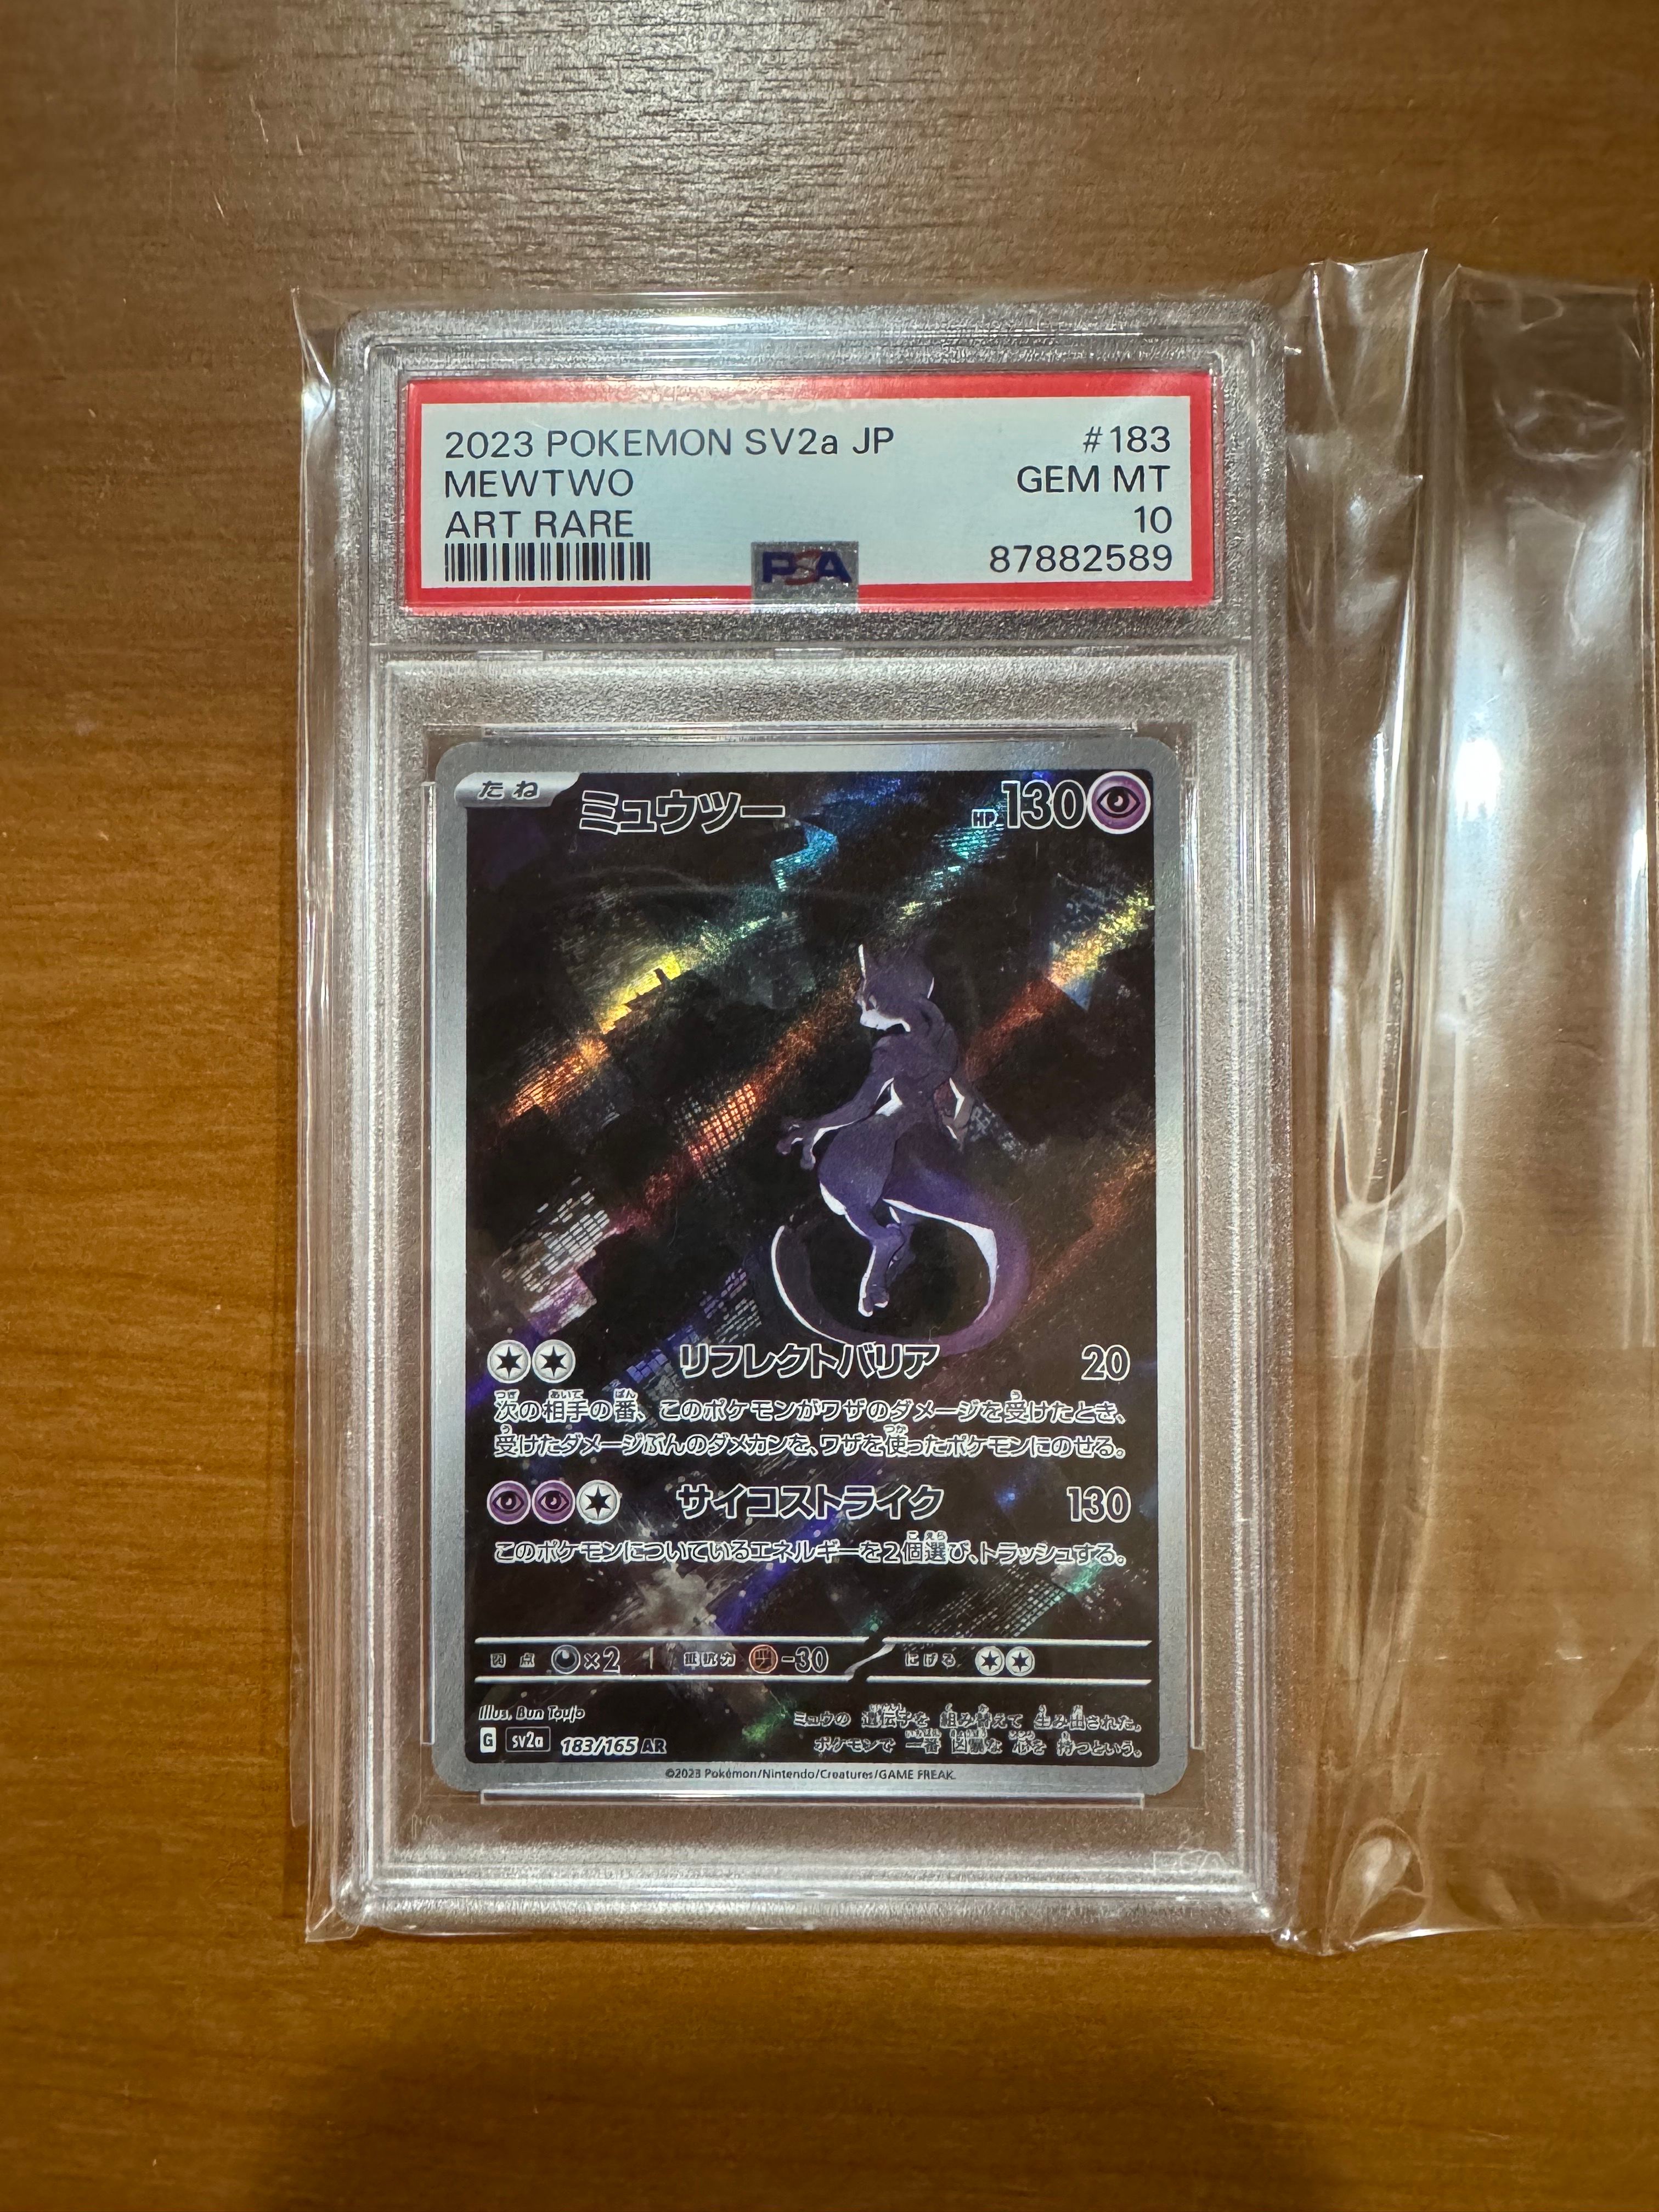 2023 POKEMON SV2a JP #183
MEWTWO GEM MT
ART RARE 10
PSA 87882589
たね ミュウツー HP 130
リフレクトバリア 20
次の相手の番、このポケモンがワザのダメージを受けたとき、
受けたダメージぶんのダメカンを、ワザを使ったポケモンにのせる。
サイコストライク 130
このポケモンについているエネルギーを2個選び、トラッシュする。
弱点 ×2 抵抗力 -30 にげる
Illus. Bun Toujo
ミュウの 遺伝子を 組み替えて 生み出された。
ポケモンで 一番 凶暴な 心を 持つという。
G sv2a 183/165 AR
©2023 Pokémon/Nintendo/Creatures/GAME FREAK.